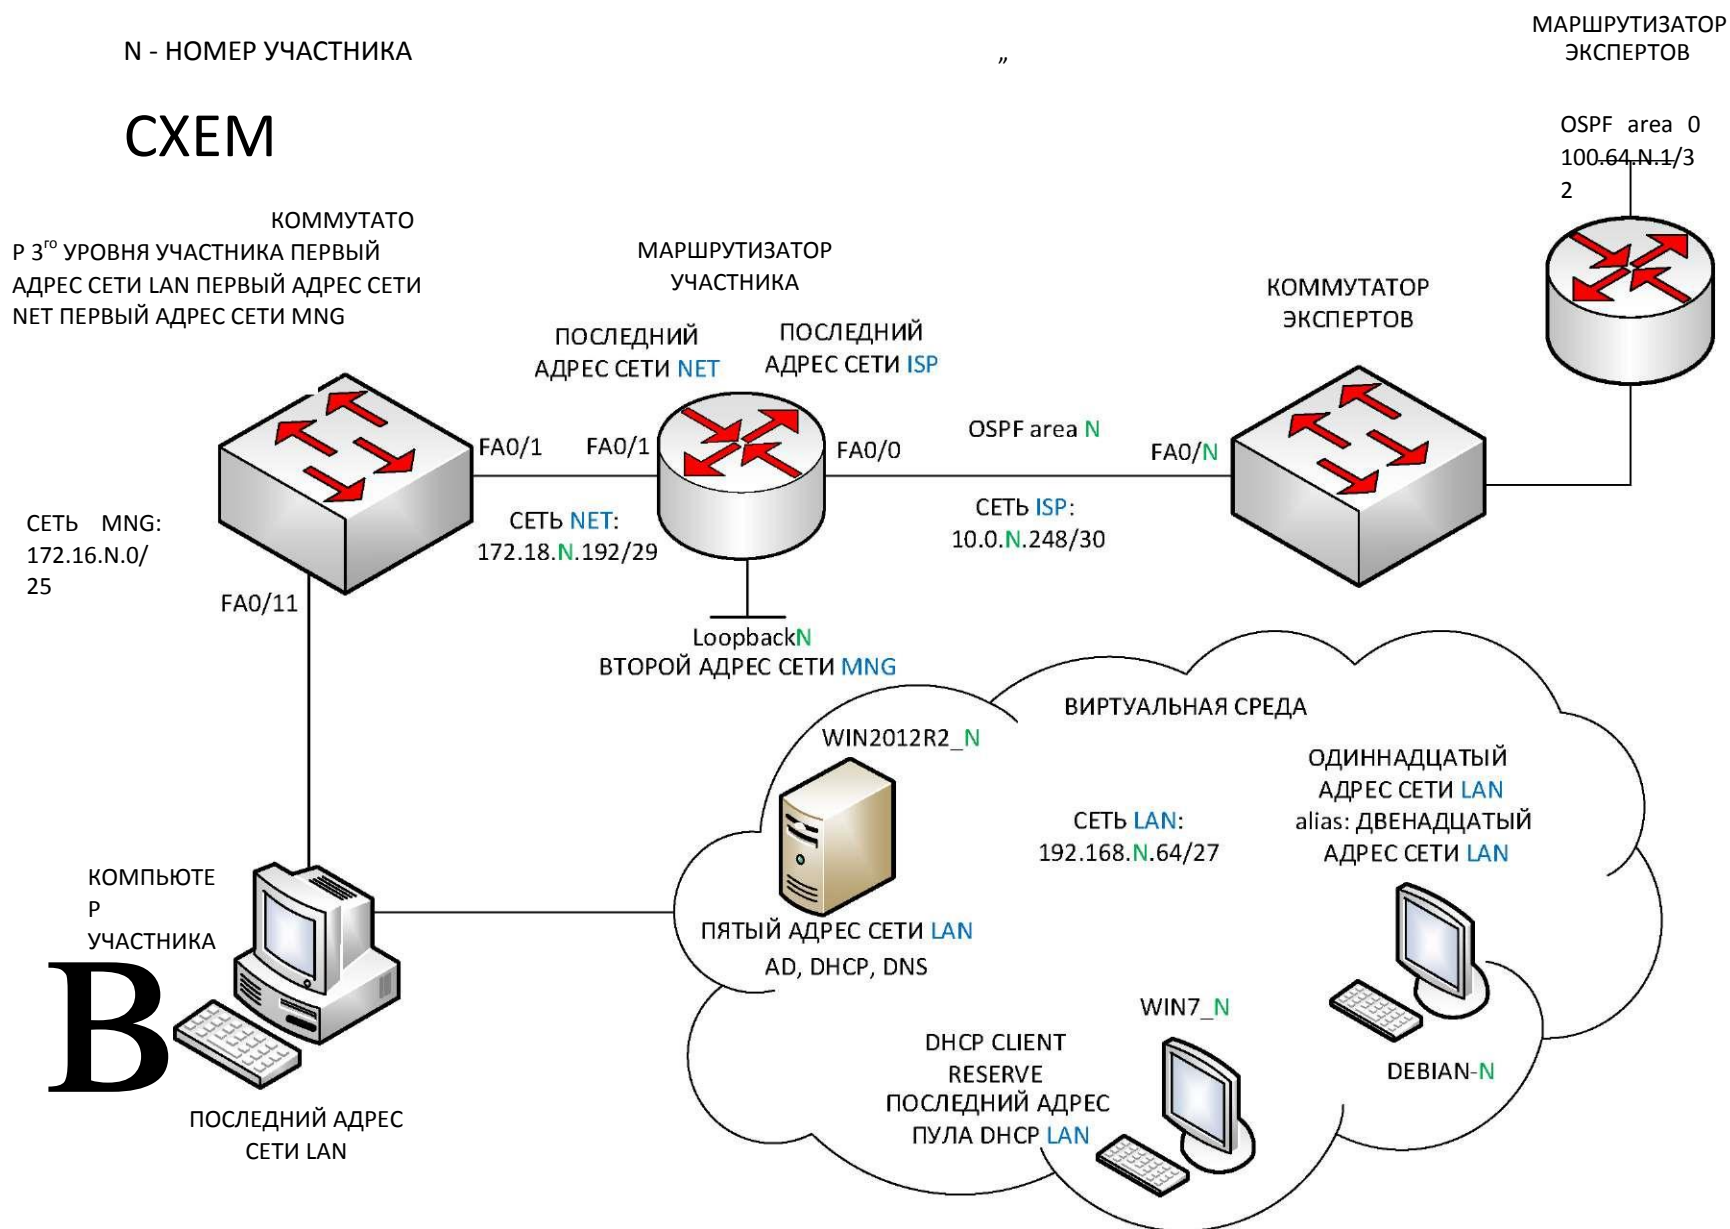 N - НОМЕР УЧАСТНИКА
„
МАРШРУТИЗАТОР
ЭКСПЕРТОВ
СХЕМ
OSPF area 0
100.64.N.1/3
2
КОММУТАТО
Р 3го УРОВНЯ УЧАСТНИКА ПЕРВЫЙ
АДРЕС СЕТИ LAN ПЕРВЫЙ АДРЕС СЕТИ
NET ПЕРВЫЙ АДРЕС СЕТИ MNG
МАРШРУТИЗАТОР
УЧАСТНИКА
КОММУТАТОР
ЭКСПЕРТОВ
ПОСЛЕДНИЙ
АДРЕС СЕТИ NET
ПОСЛЕДНИЙ
АДРЕС СЕТИ ISP
FA0/1
FA0/1
FA0/0
OSPF area N
FA0/N
СЕТЬ MNG:
172.16.N.0/
25
СЕТЬ NET:
172.18.N.192/29
СЕТЬ ISP:
10.0.N.248/30
FA0/11
LoopbackN
ВТОРОЙ АДРЕС СЕТИ MNG
ВИРТУАЛЬНАЯ СРЕДА
WIN2012R2_N
ОДИННАДЦАТЫЙ
АДРЕС СЕТИ LAN
alias: ДВЕНАДЦАТЫЙ
АДРЕС СЕТИ LAN
СЕТЬ LAN:
192.168.N.64/27
КОМПЬЮТЕ
Р
УЧАСТНИКА
В
ПЯТЫЙ АДРЕС СЕТИ LAN
AD, DHCP, DNS
WIN7_N
DHCP CLIENT
RESERVE
ПОСЛЕДНИЙ АДРЕС
ПУЛА DHCP LAN
DEBIAN-N
ПОСЛЕДНИЙ АДРЕС
СЕТИ LAN